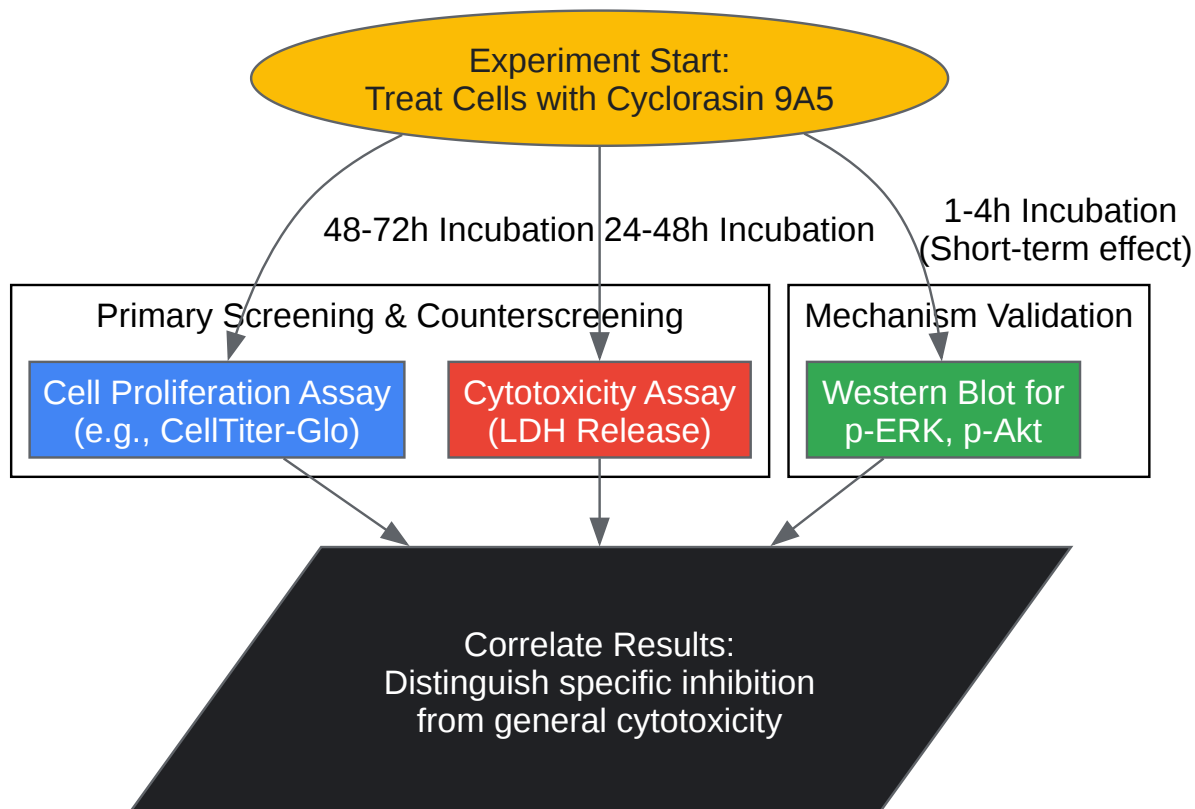 Experiment Start:
Treat Cells with Cyclorasin 9A5
48-72h Incubation
24-48h Incubation
1-4h Incubation
(Short-term effect)
Primary Screening & Counterscreening
Mechanism Validation
Cell Proliferation Assay
(e.g., CellTiter-Glo)
Cytotoxicity Assay
(LDH Release)
Western Blot for
p-ERK, p-Akt
Correlate Results:
Distinguish specific inhibition
from general cytotoxicity